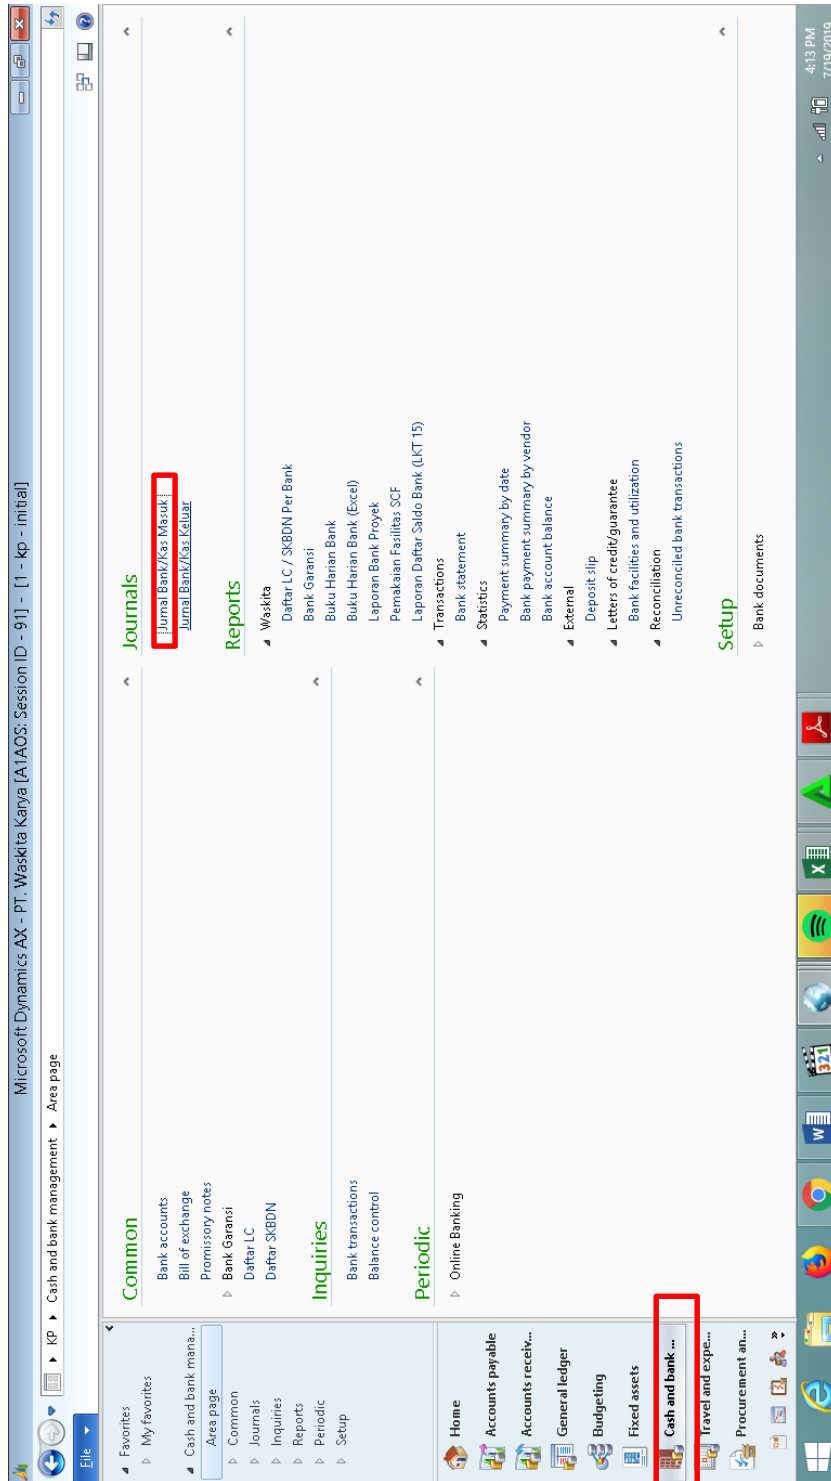 Microsoft Dynamics AX - PT. Waskita Karya [A1AOS: Session ID - 91] - [1 - kp - initial]
KP ▸ Cash and bank management ▸ Area page
File
Favorites
My favorites
Cash and bank mana...
Area page
Common
Journals
Inquiries
Reports
Periodic
Setup
Home
Accounts payable
Accounts receiv...
General ledger
Budgeting
Fixed assets
Cash and bank ...
Travel and expe...
Procurement an...
Common
Bank accounts
Bill of exchange
Promissory notes
Bank Garansi
Daftar LC
Daftar SKBDN
Inquiries
Bank transactions
Balance control
Periodic
Online Banking
Journals
Jurnal Bank/Kas Masuk
Jurnal Bank/Kas Keluar
Reports
Waskita
Daftar LC / SKBDN Per Bank
Bank Garansi
Buku Harian Bank
Buku Harian Bank (Excel)
Laporan Bank Proyek
Pemakaian Fasilitas SCF
Laporan Daftar Saldo Bank (LKT 15)
Transactions
Bank statement
Statistics
Payment summary by date
Bank payment summary by vendor
Bank account balance
External
Deposit slip
Letters of credit/guarantee
Bank facilities and utilization
Reconciliation
Unreconciled bank transactions
Setup
Bank documents
321
4:13 PM
7/19/2019